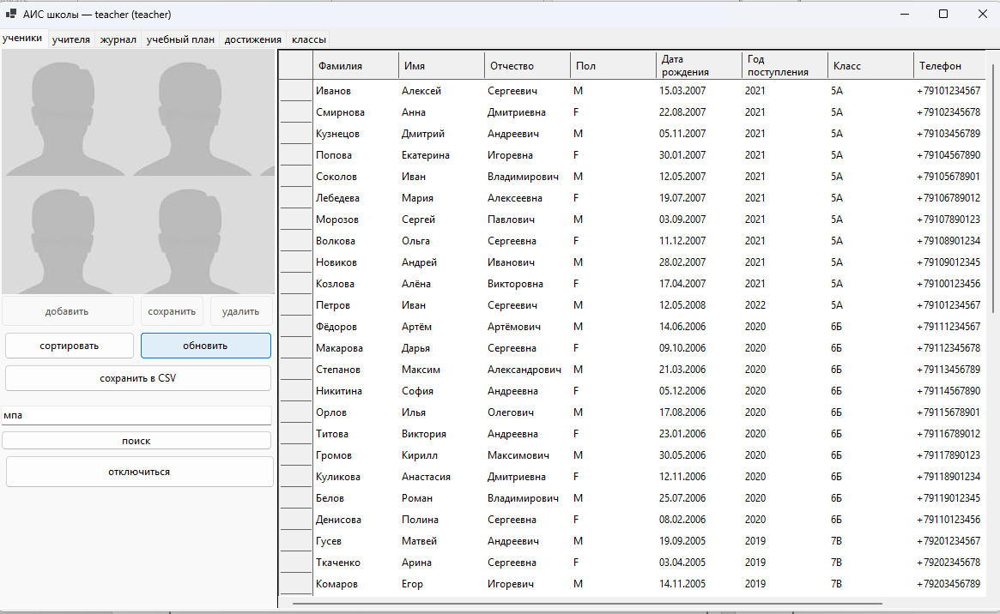 АИС школы — teacher (teacher)
ученики учителя журнал учебный план достижения классы
Фамилия Имя Отчество Пол Дата рождения Год поступления Класс Телефон
Иванов Алексей Сергеевич M 15.03.2007 2021 5А +79101234567
Смирнова Анна Дмитриевна F 22.08.2007 2021 5А +79102345678
Кузнецов Дмитрий Андреевич M 05.11.2007 2021 5А +79103456789
Попова Екатерина Игоревна F 30.01.2007 2021 5А +79104567890
Соколов Иван Владимирович M 12.05.2007 2021 5А +79105678901
Лебедева Мария Алексеевна F 19.07.2007 2021 5А +79106789012
Морозов Сергей Павлович M 03.09.2007 2021 5А +79107890123
Волкова Ольга Сергеевна F 11.12.2007 2021 5А +79108901234
Новиков Андрей Иванович M 28.02.2007 2021 5А +79109012345
Козлова Алёна Викторовна F 17.04.2007 2021 5А +79100123456
Петров Иван Сергеевич M 12.05.2008 2022 5А +79101234567
Фёдоров Артём Артёмович M 14.06.2006 2020 6Б +79111234567
Макарова Дарья Сергеевна F 09.10.2006 2020 6Б +79112345678
Степанов Максим Александрович M 21.03.2006 2020 6Б +79113456789
Никитина София Андреевна F 05.12.2006 2020 6Б +79114567890
Орлов Илья Олегович M 17.08.2006 2020 6Б +79115678901
Титова Виктория Андреевна F 23.01.2006 2020 6Б +79116789012
Громов Кирилл Максимович M 30.05.2006 2020 6Б +79117890123
Куликова Анастасия Дмитриевна F 12.11.2006 2020 6Б +79118901234
Белов Роман Владимирович M 25.07.2006 2020 6Б +79119012345
Денисова Полина Сергеевна F 08.02.2006 2020 6Б +79110123456
Гусев Матвей Андреевич M 19.09.2005 2019 7В +79201234567
Ткаченко Арина Сергеевна F 03.04.2005 2019 7В +79202345678
Комаров Егор Игоревич M 14.11.2005 2019 7В +79203456789
добавить сохранить удалить
сортировать обновить
сохранить в CSV
мпа
поиск
отключиться